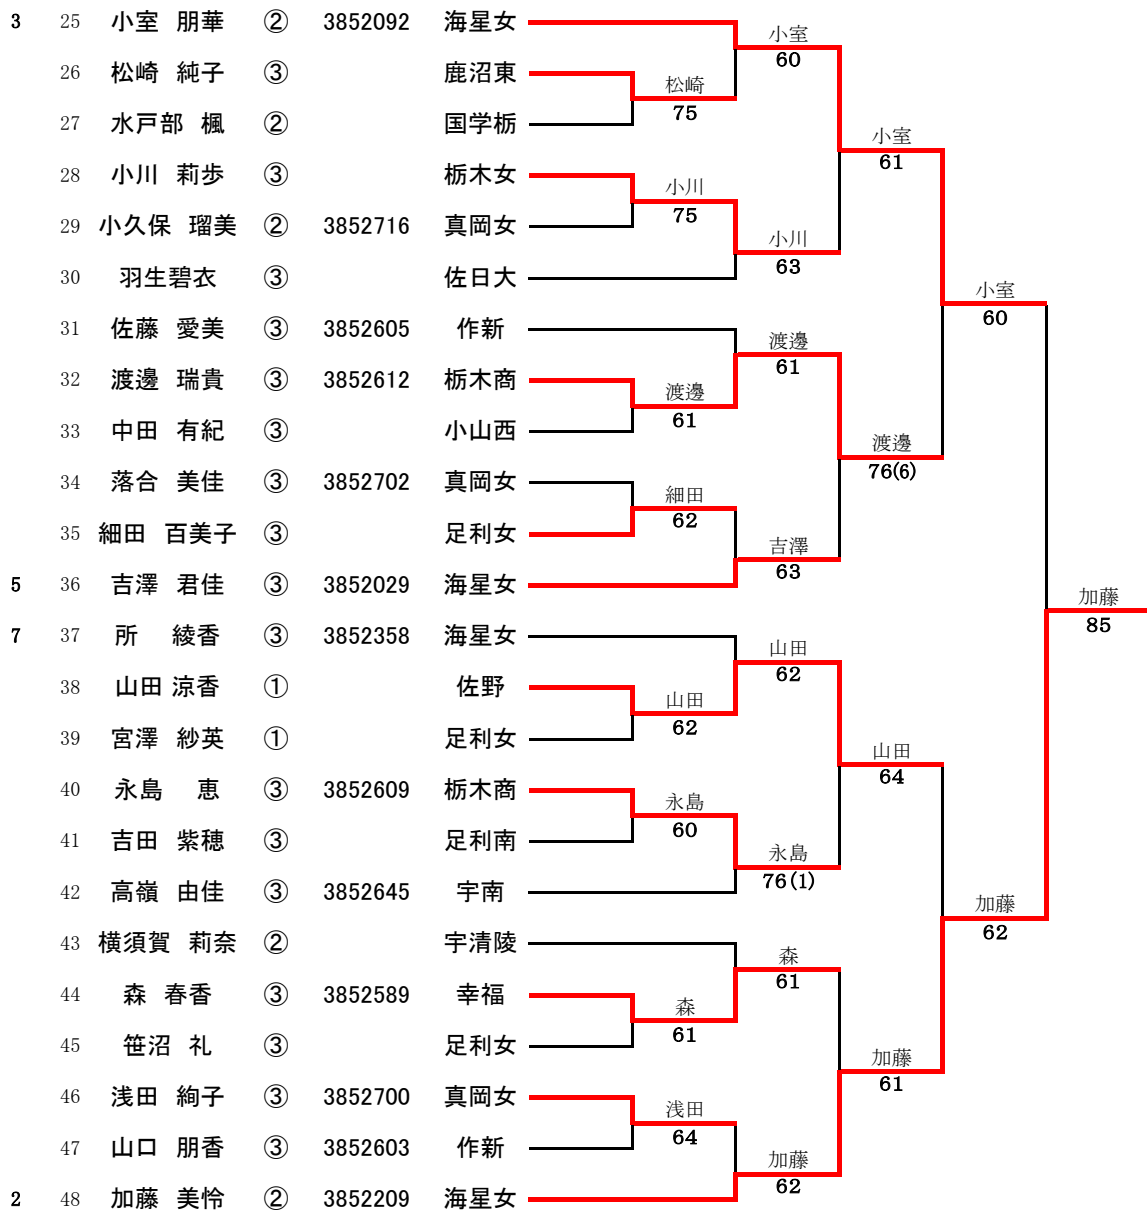 3 25 小室 朋華 ② 3852092 海星女
小室
60
26 松崎 純子 ③ 鹿沼東
松崎
75
27 水戸部 楓 ② 国学栃
小室
61
28 小川 莉歩 ③ 栃木女
小川
75
29 小久保 瑠美 ② 3852716 真岡女
小川
63
30 羽生碧衣 ③ 佐日大
小室
60
31 佐藤 愛美 ③ 3852605 作新
渡邊
61
32 渡邊 瑞貴 ③ 3852612 栃木商
渡邊
61
33 中田 有紀 ③ 小山西
渡邊
76(6)
34 落合 美佳 ③ 3852702 真岡女
細田
62
35 細田 百美子 ③ 足利女
吉澤
63
5 36 吉澤 君佳 ③ 3852029 海星女
加藤
85
7 37 所 綾香 ③ 3852358 海星女
山田
62
38 山田 涼香 ① 佐野
山田
62
39 宮澤 紗英 ① 足利女
山田
64
40 永島 恵 ③ 3852609 栃木商
永島
60
41 吉田 紫穂 ③ 足利南
永島
76(1)
42 高嶺 由佳 ③ 3852645 宇南
加藤
62
43 横須賀 莉奈 ② 宇清陵
森
61
44 森 春香 ③ 3852589 幸福
森
61
45 笹沼 礼 ③ 足利女
加藤
61
46 浅田 絢子 ③ 3852700 真岡女
浅田
64
47 山口 朋香 ③ 3852603 作新
加藤
62
2 48 加藤 美怜 ② 3852209 海星女